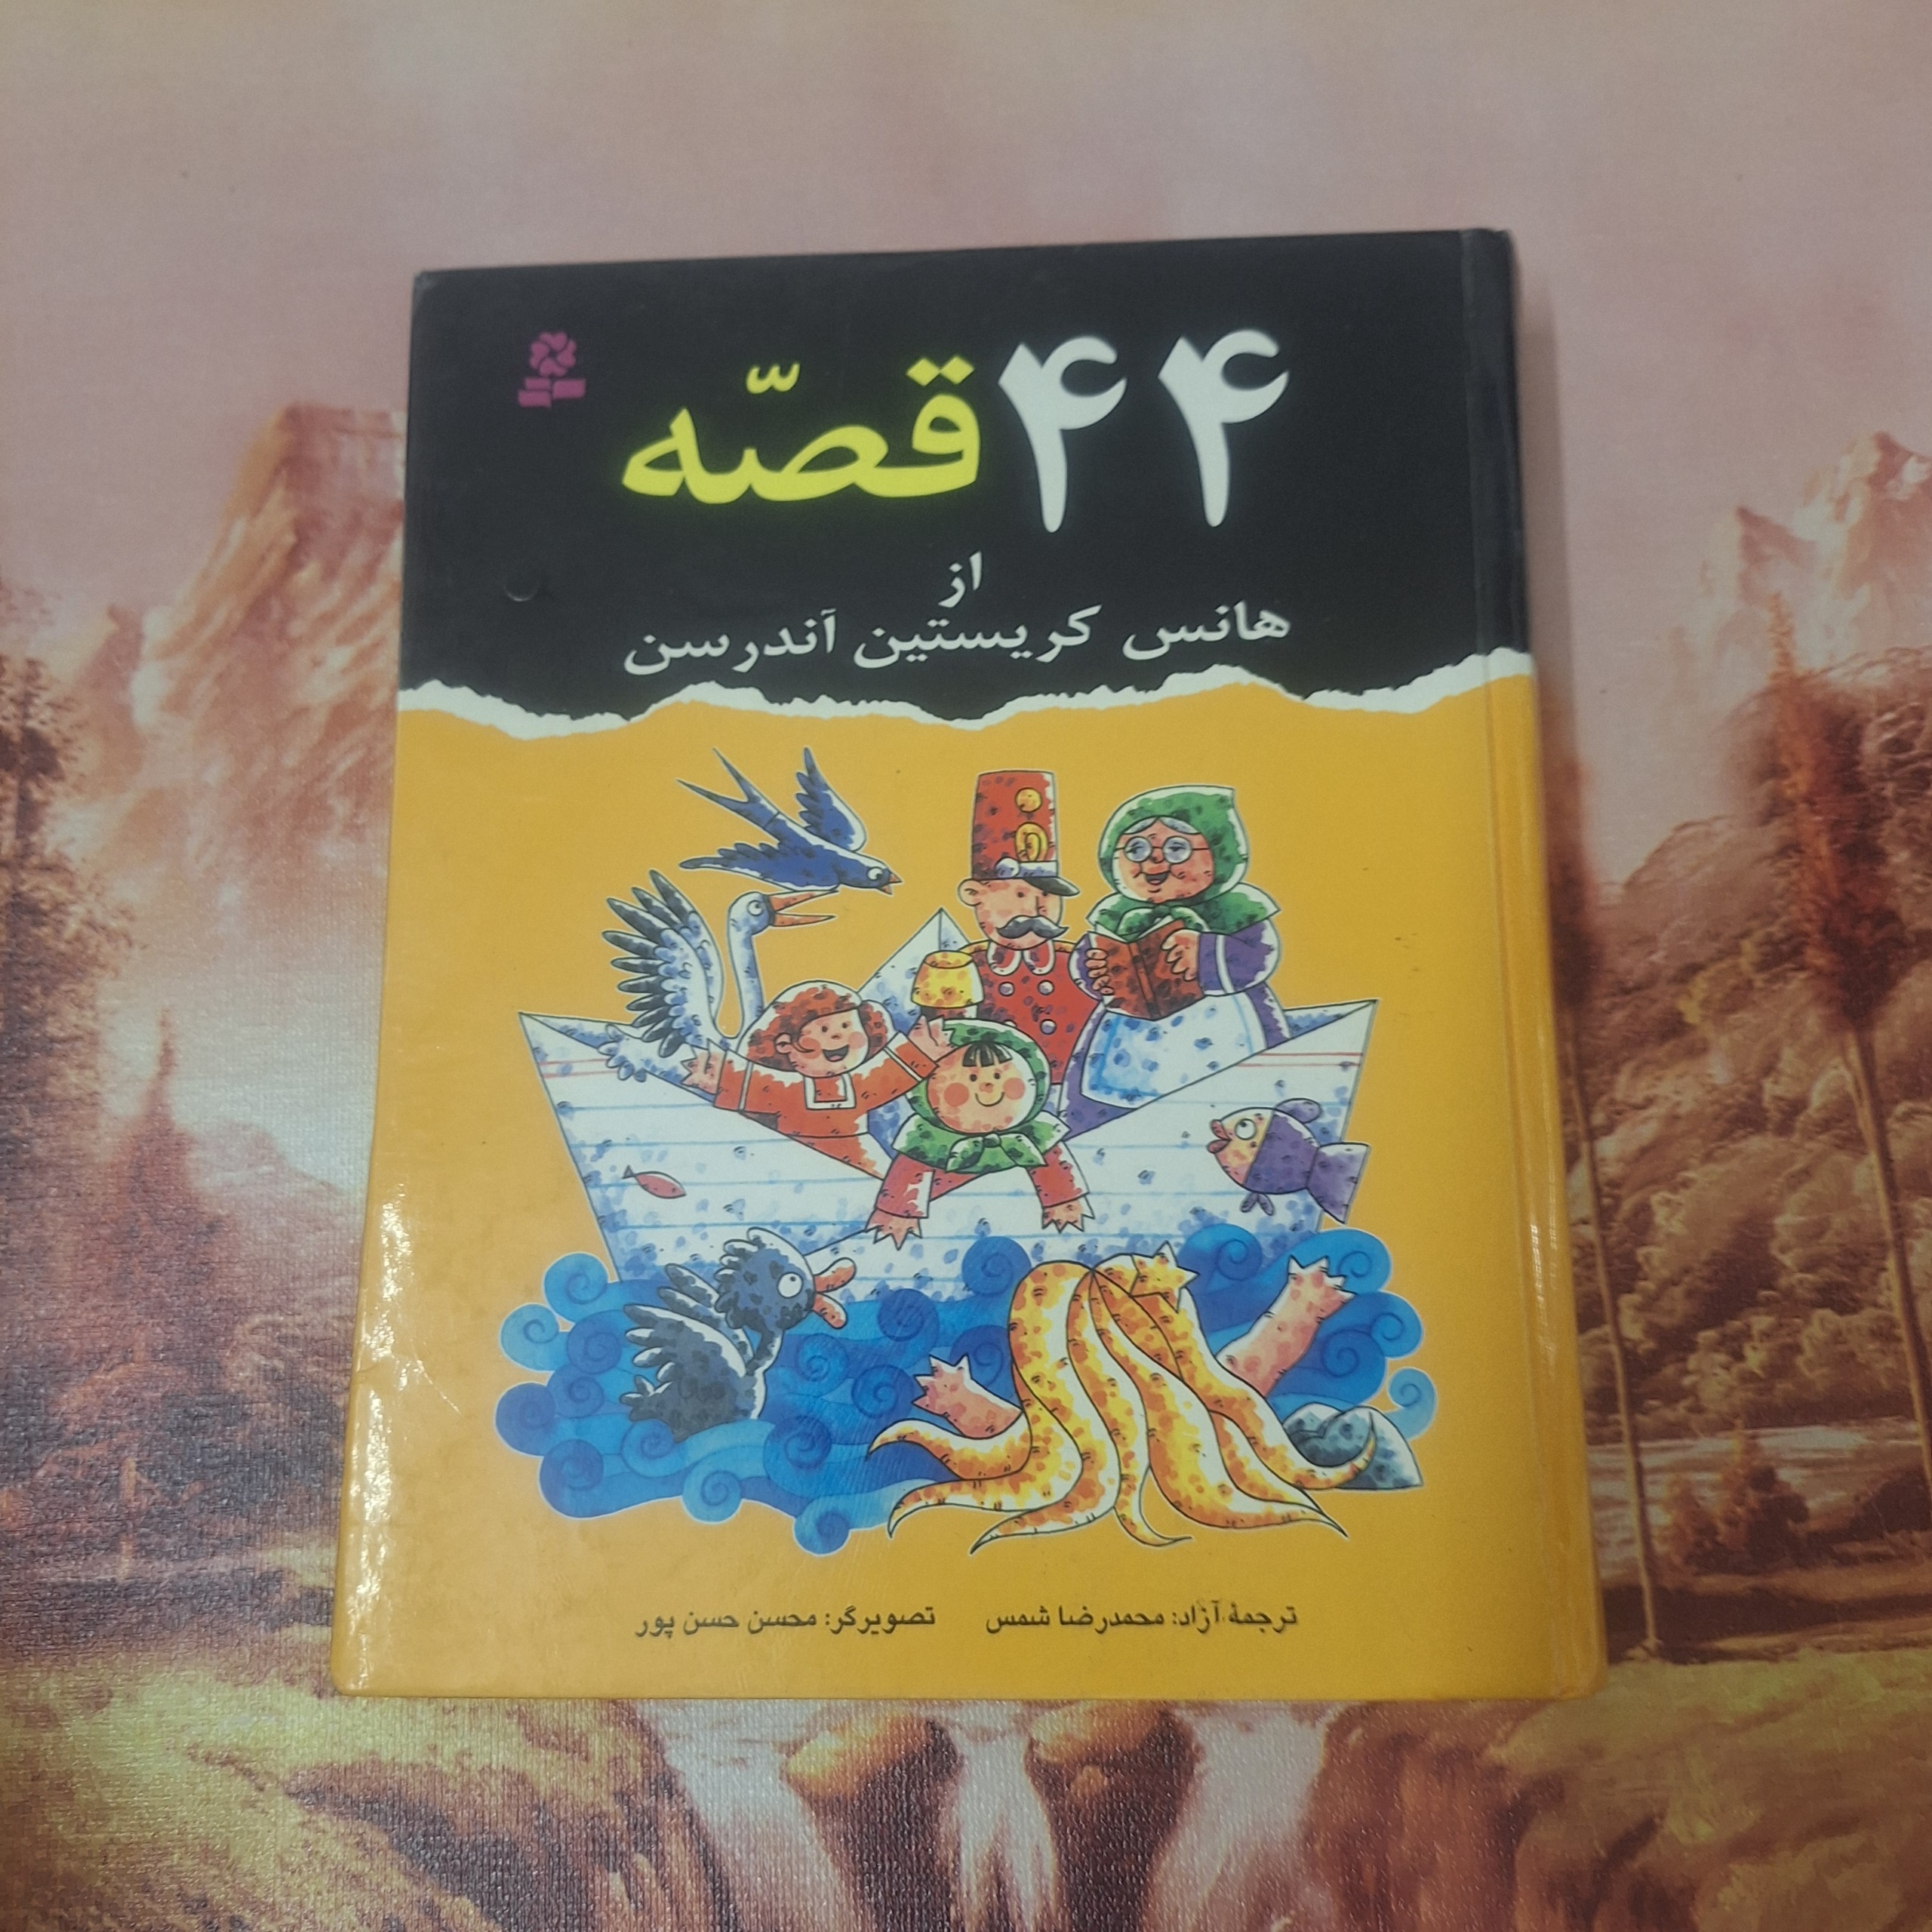 ۴۴ قصّه
از
هانس کریستین آندرسن
ترجمهٔ آزاد: محمدرضا شمس تصویرگر: محسن حسن پور